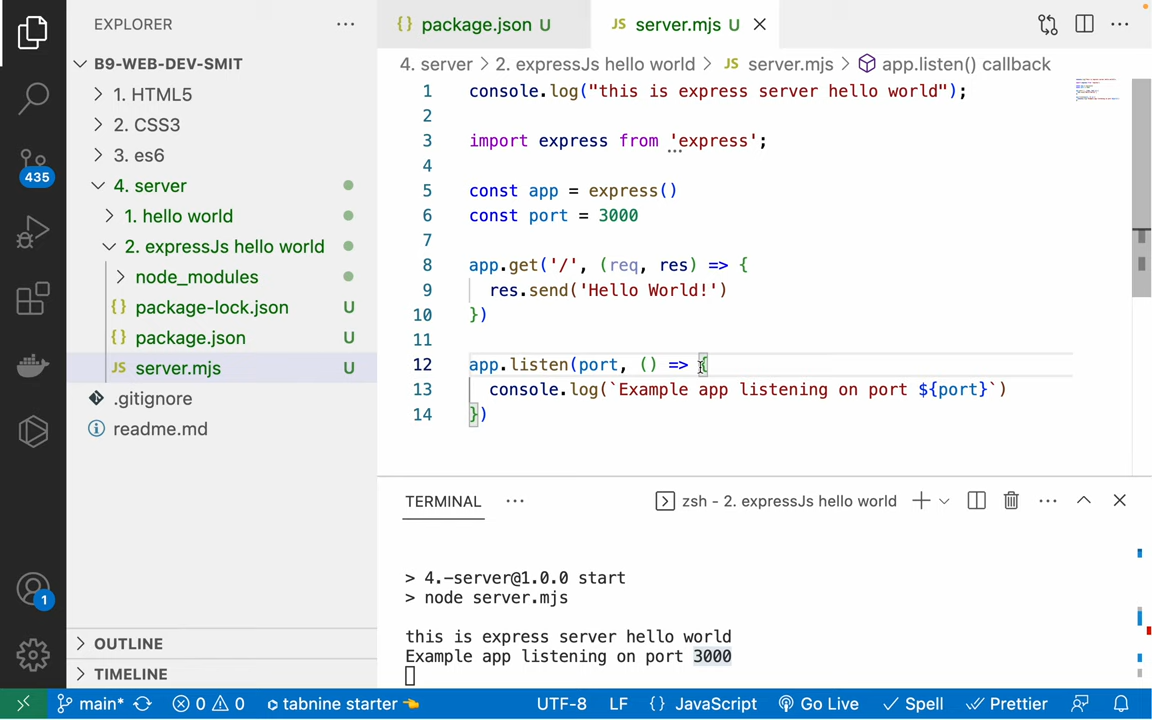 EXPLORER
B9-WEB-DEV-SMIT
1. HTML5
2. CSS3
3. es6
4. server
1. hello world
2. expressJs hello world
node_modules
package-lock.json U
package.json U
server.mjs U
.gitignore
readme.md
OUTLINE
TIMELINE
435
1
package.json U
server.mjs U
4. server > 2. expressJs hello world > JS server.mjs > app.listen() callback
1 console.log("this is express server hello world");
2
3 import express from 'express';
4
5 const app = express()
6 const port = 3000
7
8 app.get('/', (req, res) => {
9 res.send('Hello World!')
10 })
11
12 app.listen(port, () => {
13 console.log(`Example app listening on port ${port}`)
14 })
TERMINAL
zsh - 2. expressJs hello world
> 4.-server@1.0.0 start
> node server.mjs
this is express server hello world
Example app listening on port 3000
main* 0 0 tabnine starter 👈 UTF-8 LF {} JavaScript Go Live Spell Prettier